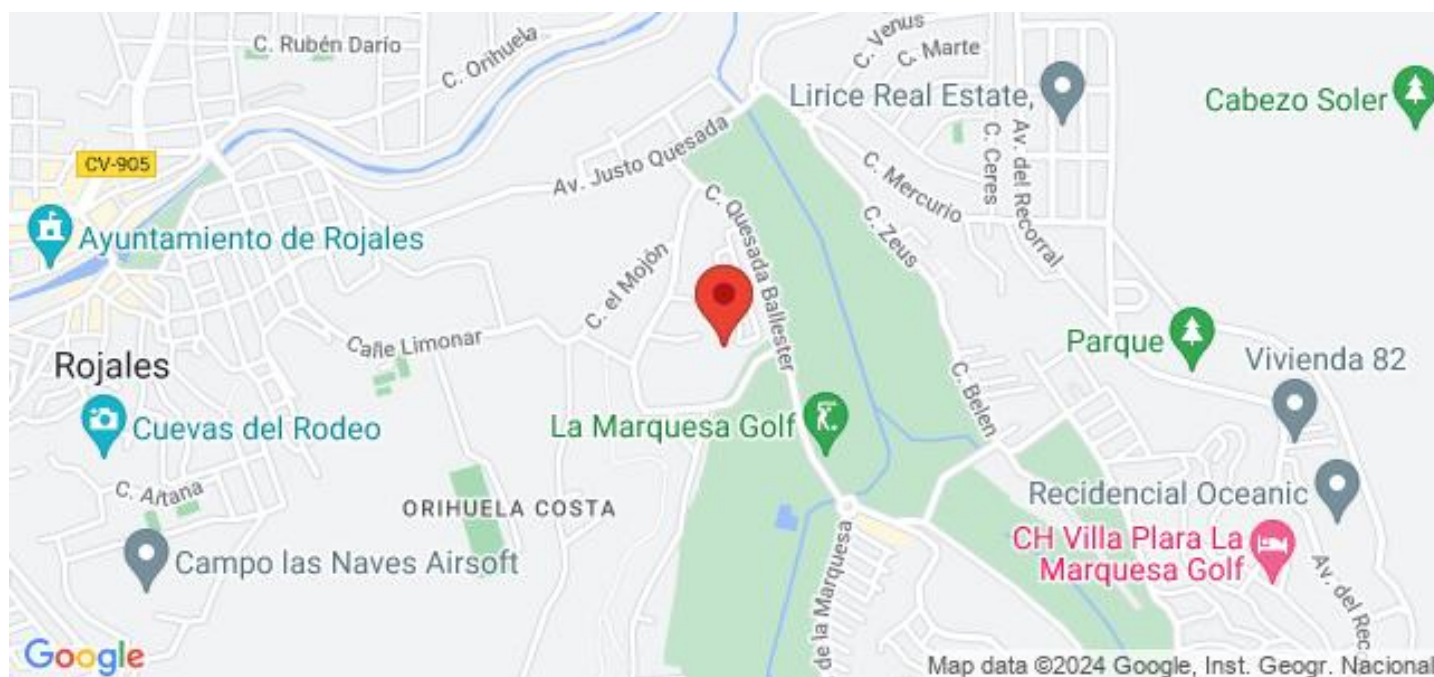 C. Rubén Darío
C. Orihuela
C. Venus
C. Marte
Lirice Real Estate,
Cabezo Soler
CV-905
Av. Justo Quesada
C. Ceres
Av. del Recorral
C. Mercurio
C. Quesada Ballester
C. Zeus
Ayuntamiento de Rojales
C. el Mojón
Calle Limonar
Parque
Vivienda 82
Rojales
C. Belen
Cuevas del Rodeo
La Marquesa Golf
C. Aitana
ORIHUELA COSTA
Recidencial Oceanic
CH Villa Plara La
Marquesa Golf
Campo las Naves Airsoft
de la Marquesa
Av. del Reco
Google
Map data ©2024 Google, Inst. Geogr. Nacional